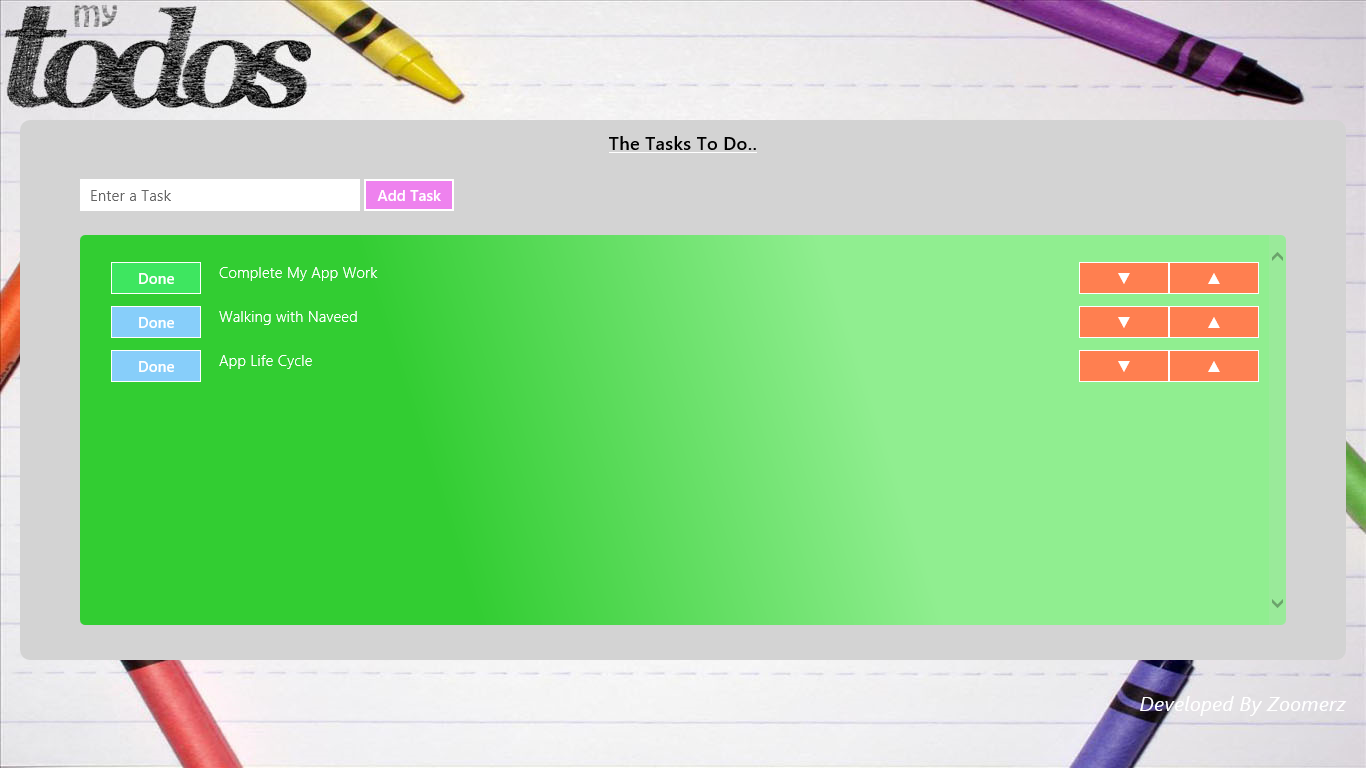 my
todos
The Tasks To Do..
Enter a Task Add Task
Done Complete My App Work ▼ ▲
Done Walking with Naveed ▼ ▲
Done App Life Cycle ▼ ▲
Developed By Zoomerz